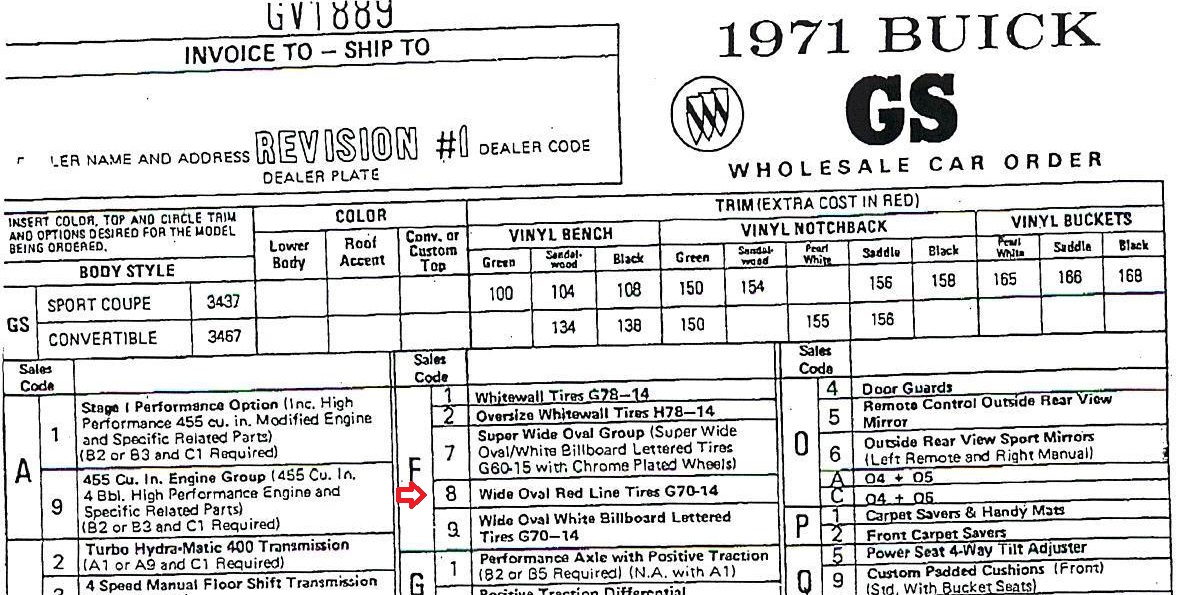 GV1889
INVOICE TO — SHIP TO
LER NAME AND ADDRESS REVISION #1 DEALER CODE
DEALER PLATE
1971 BUICK
GS
WHOLESALE CAR ORDER
INSERT COLOR, TOP AND CIRCLE TRIM
AND OPTIONS DESIRED FOR THE MODEL
BEING ORDERED.
BODY STYLE
COLOR
Lower Body
Roof Accent
Conv. or Custom Top
TRIM (EXTRA COST IN RED)
VINYL BENCH
VINYL NOTCHBACK
VINYL BUCKETS
Green Sandal-wood Black Green Sandal-wood Pearl White Saddle Black Pearl White Saddle Black
GS
SPORT COUPE 3437 100 104 108 150 154 156 158 165 166 168
CONVERTIBLE 3467 134 138 150 155 156
Sales Code
A
1 Stage I Performance Option (Inc. High
Performance 455 cu. in. Modified Engine
and Specific Related Parts)
(B2 or B3 and C1 Required)
9 455 Cu. In. Engine Group (455 Cu. In.
4 Bbl. High Performance Engine and
Specific Related Parts)
(B2 or B3 and C1 Required)
2 Turbo Hydra-Matic 400 Transmission
(A1 or A9 and C1 Required)
3 4 Speed Manual Floor Shift Transmission
Sales Code
F
1 Whitewall Tires G78—14
2 Oversize Whitewall Tires H78—14
7 Super Wide Oval Group (Super Wide
Oval/White Billboard Lettered Tires
G60-15 with Chrome Plated Wheels)
8 Wide Oval Red Line Tires G70-14
9 Wide Oval White Billboard Lettered
Tires G70—14
G
1 Performance Axle with Positive Traction
(B2 or B5 Required) (N.A. with A1)
Positive Traction Differential
Sales Code
O
4 Door Guards
5 Remote Control Outside Rear View
Mirror
6 Outside Rear View Sport Mirrors
(Left Remote and Right Manual)
A O4 + O5
C O4 + O6
P
1 Carpet Savers & Handy Mats
2 Front Carpet Savers
Q
5 Power Seat 4-Way Tilt Adjuster
9 Custom Padded Cushions (Front)
(Std. With Bucket Seats)